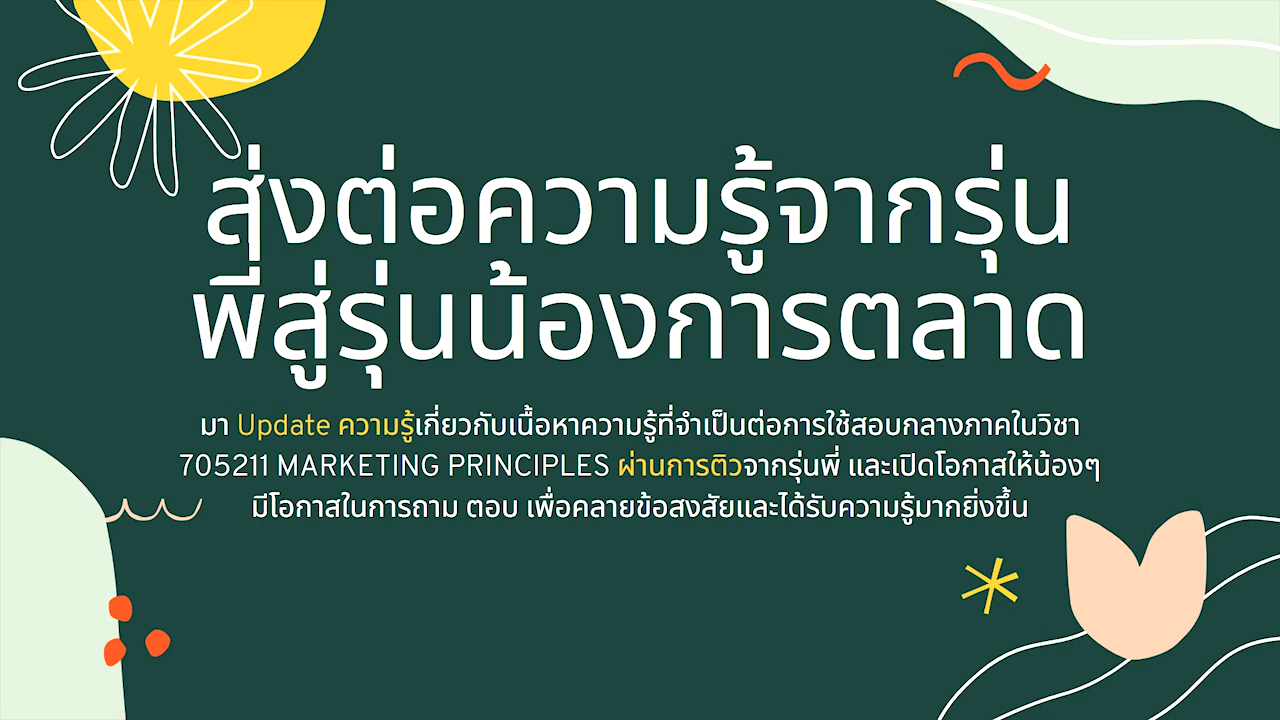 ส่งต่อความรู้จากรุ่น
พี่สู่รุ่นน้องการตลาด
มา Update ความรู้เกี่ยวกับเนื้อหาความรู้ที่จำเป็นต่อการใช้สอบกลางภาคในวิชา
705211 MARKETING PRINCIPLES ผ่านการติวจากรุ่นพี่ และเปิดโอกาสให้น้องๆ
มีโอกาสในการถาม ตอบ เพื่อคลายข้อสงสัยและได้รับความรู้มากยิ่งขึ้น